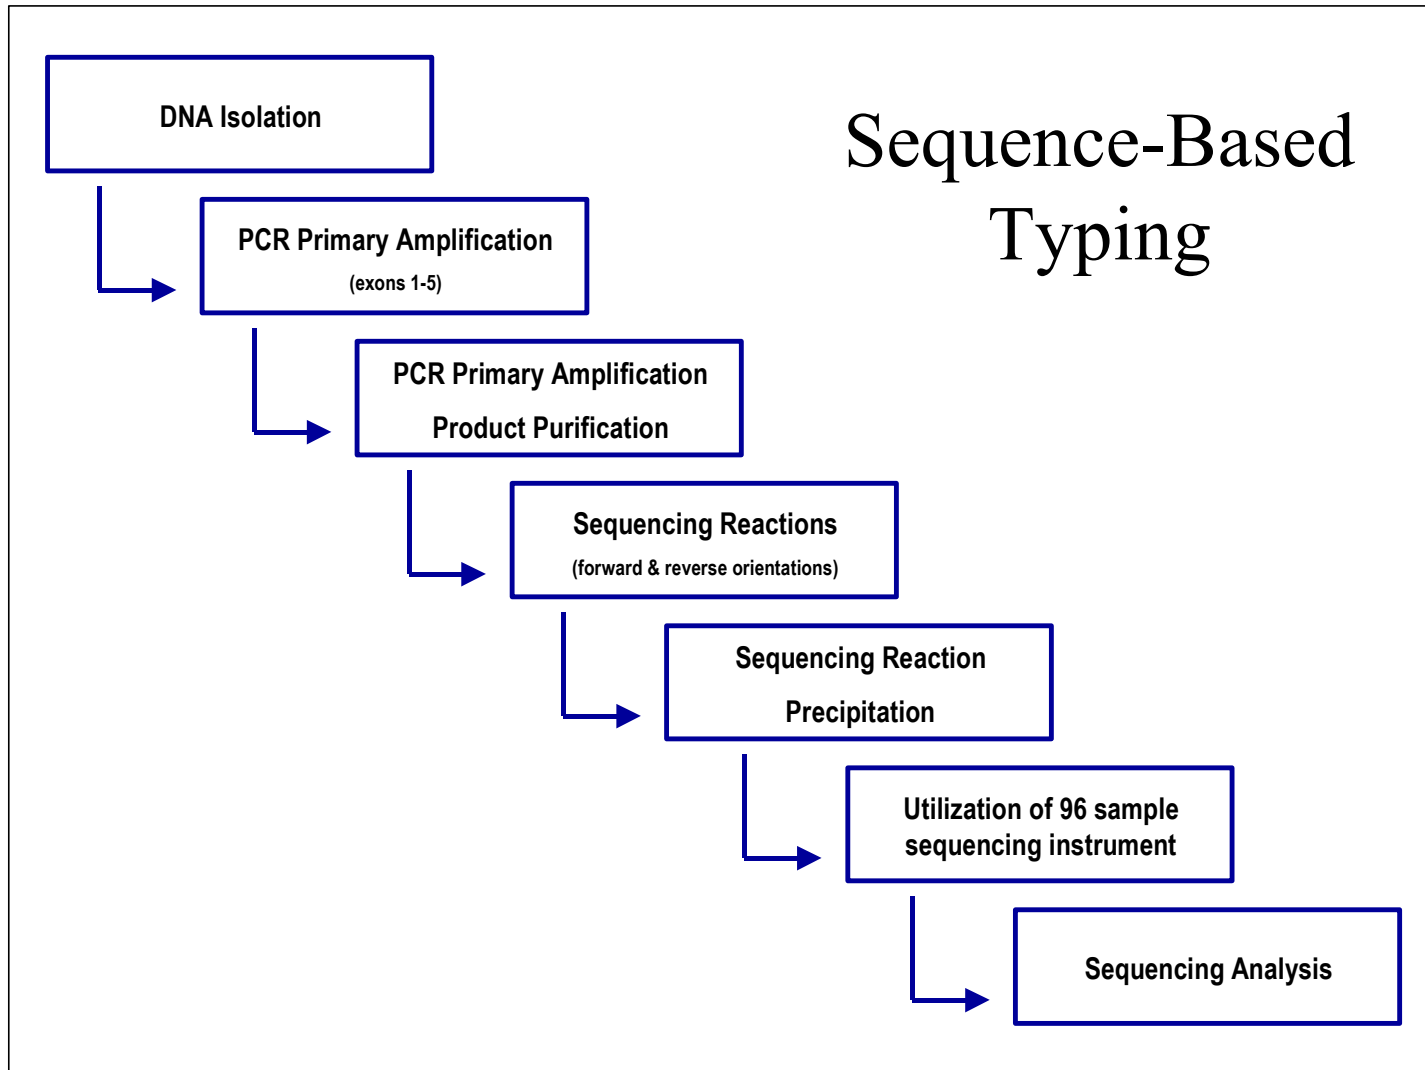 Sequence-Based
Typing
DNA Isolation
PCR Primary Amplification
(exons 1-5)
PCR Primary Amplification
Product Purification
Sequencing Reactions
(forward & reverse orientations)
Sequencing Reaction
Precipitation
Utilization of 96 sample
sequencing instrument
Sequencing Analysis